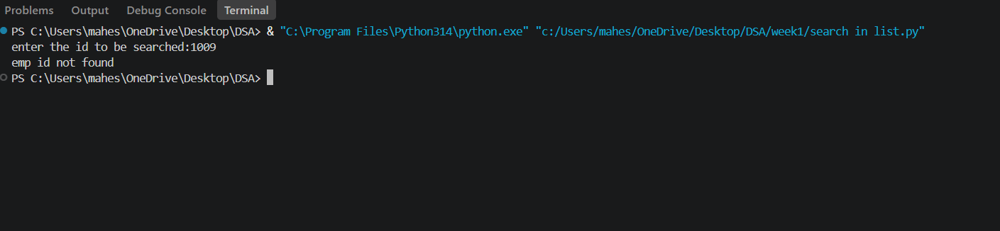 Problems Output Debug Console Terminal
PS C:\Users\mahes\OneDrive\Desktop\DSA> & "C:\Program Files\Python314\python.exe" "c:/Users/mahes/OneDrive/Desktop/DSA/week1/search in list.py"
enter the id to be searched:1009
emp id not found
PS C:\Users\mahes\OneDrive\Desktop\DSA>